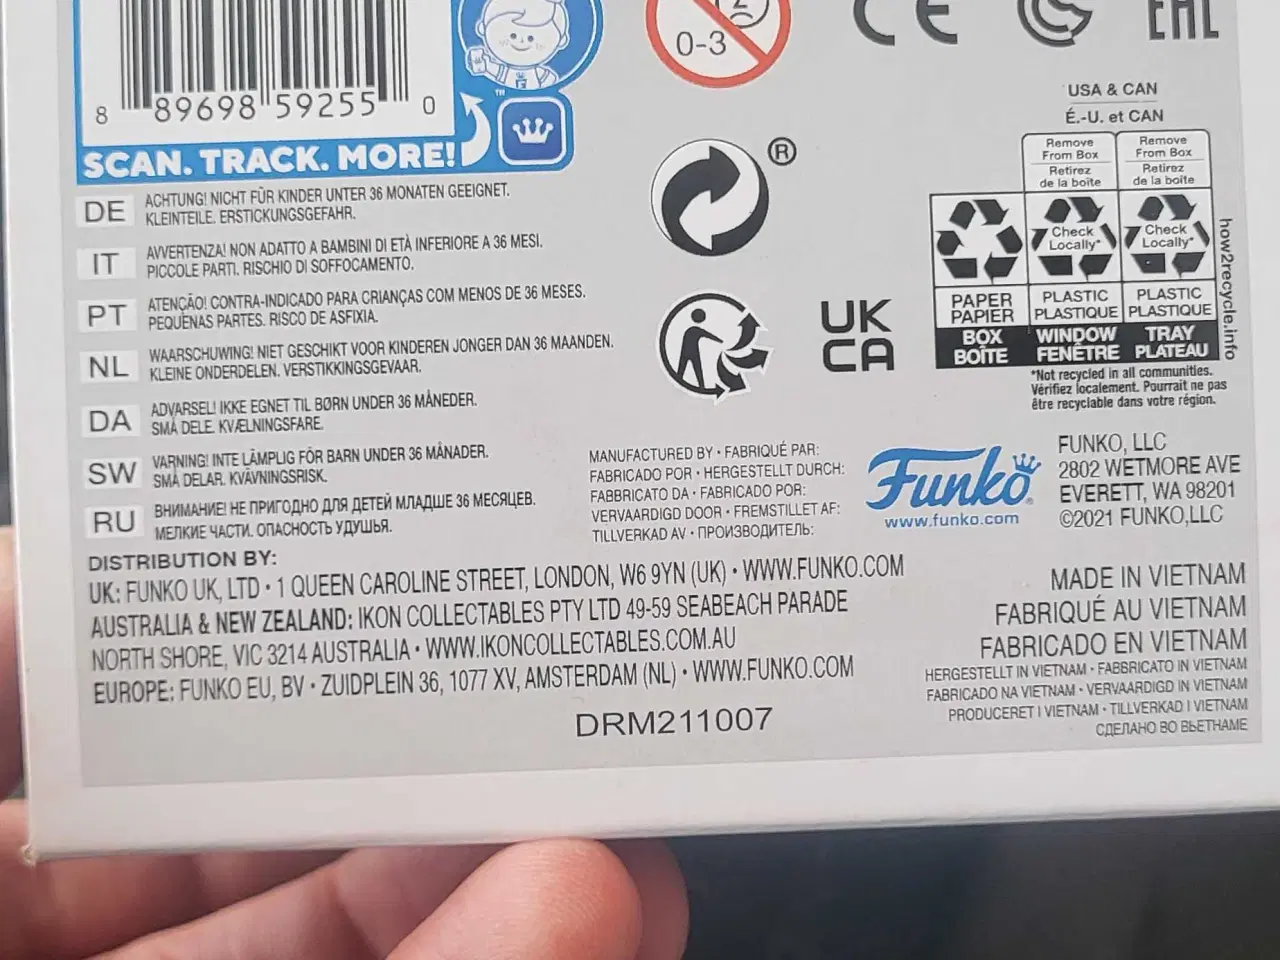 8 89698 59255 0
SCAN. TRACK. MORE!
™
0-3
CE
EAC
®
DE
ACHTUNG! NICHT FÜR KINDER UNTER 36 MONATEN GEEIGNET.
KLEINTEILE. ERSTICKUNGSGEFAHR.
IT
AVVERTENZA! NON ADATTO A BAMBINI DI ETÀ INFERIORE A 36 MESI.
PICCOLE PARTI. RISCHIO DI SOFFOCAMENTO.
PT
ATENÇÃO! CONTRA-INDICADO PARA CRIANÇAS COM MENOS DE 36 MESES.
PEQUENAS PARTES. RISCO DE ASFIXIA.
NL
WAARSCHUWING! NIET GESCHIKT VOOR KINDEREN JONGER DAN 36 MAANDEN.
KLEINE ONDERDELEN. VERSTIKKINGSGEVAAR.
DA
ADVARSEL! IKKE EGNET TIL BØRN UNDER 36 MÅNEDER.
SMÅ DELE. KVÆLNINGSFARE.
SW
VARNING! INTE LÄMPLIG FÖR BARN UNDER 36 MÅNADER.
SMÅ DELAR. KVÄVNINGSRISK.
RU
ВНИМАНИЕ! НЕ ПРИГОДНО ДЛЯ ДЕТЕЙ МЛАДШЕ 36 МЕСЯЦЕВ.
МЕЛКИЕ ЧАСТИ. ОПАСНОСТЬ УДУШЬЯ.
UK
CA
USA & CAN
É.-U. et CAN
Remove
From Box
Retirez
de la boîte
Remove
From Box
Retirez
de la boîte
Check
Locally*
Check
Locally*
PAPER
PAPIER
PLASTIC
PLASTIQUE
PLASTIC
PLASTIQUE
BOX
BOÎTE
WINDOW
FENÊTRE
TRAY
PLATEAU
how2recycle.info
*Not recycled in all communities.
Vérifiez localement. Pourrait ne pas
être recyclable dans votre région.
MANUFACTURED BY • FABRIQUÉ PAR:
FABRICADO POR • HERGESTELLT DURCH:
FABBRICATO DA • FABRICADO POR:
VERVAARDIGD DOOR • FREMSTILLET AF:
TILLVERKAD AV • ПРОИЗВОДИТЕЛЬ:
Funko®
www.funko.com
FUNKO, LLC
2802 WETMORE AVE
EVERETT, WA 98201
©2021 FUNKO,LLC
DISTRIBUTION BY:
UK: FUNKO UK, LTD • 1 QUEEN CAROLINE STREET, LONDON, W6 9YN (UK) • WWW.FUNKO.COM
AUSTRALIA & NEW ZEALAND: IKON COLLECTABLES PTY LTD 49-59 SEABEACH PARADE
NORTH SHORE, VIC 3214 AUSTRALIA • WWW.IKONCOLLECTABLES.COM.AU
EUROPE: FUNKO EU, BV • ZUIDPLEIN 36, 1077 XV, AMSTERDAM (NL) • WWW.FUNKO.COM
DRM211007
MADE IN VIETNAM
FABRIQUÉ AU VIETNAM
FABRICADO EN VIETNAM
HERGESTELLT IN VIETNAM • FABBRICATO IN VIETNAM
FABRICADO NA VIETNAM • VERVAARDIGD IN VIETNAM
PRODUCERET I VIETNAM • TILLVERKAD I VIETNAM
СДЕЛАНО ВО ВЬЕТНАМЕ